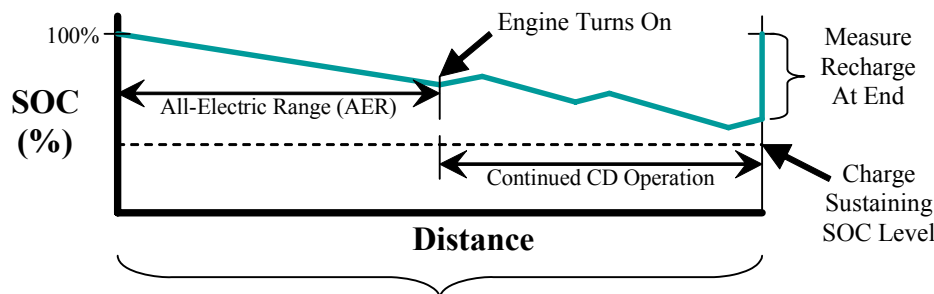 Engine Turns On
100%
Measure
Recharge
At End
SOC
(%)
All-Electric Range (AER)
Continued CD Operation
Charge
Sustaining
SOC Level
Distance